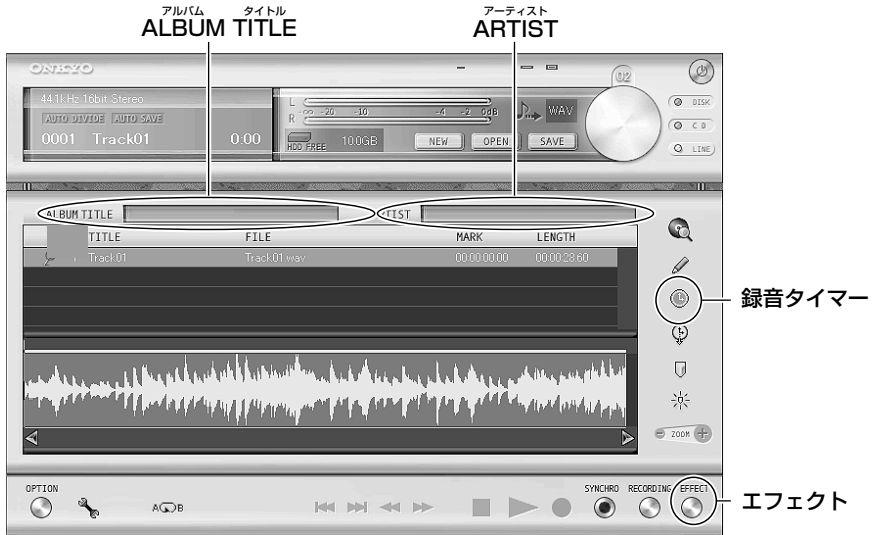 アルバム タイトル
ALBUM TITLE
アーティスト
ARTIST
ONKYO
02
44.1kHz 16bit Stereo
AUTO DIVIDE AUTO SAVE
0001 Track01 0:00
L
-∞ -20 -10 -4 -2 0dB
R
WAV
HDD FREE 10.0GB
NEW OPEN SAVE
DISK
CD
LINE
ALBUM TITLE
TIST
TITLE FILE MARK LENGTH
Track01 Track01.wav 00:00:00.00 00:00:28.60
録音タイマー
ZOOM
OPTION
A B
SYNCHRO RECORDING EFFECT
エフェクト